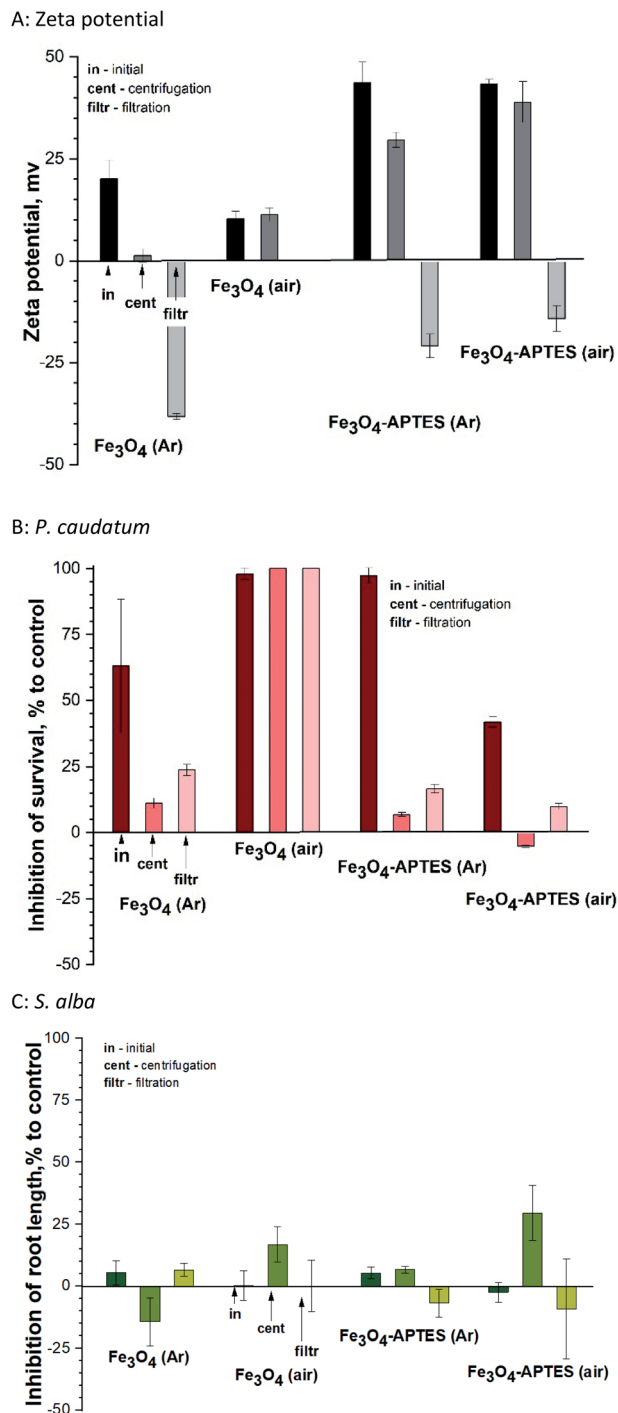 A: Zeta potential
Zeta potential, mv
50
25
0
-25
-50
in - initial
cent - centrifugation
filtr - filtration
in
cent
filtr
Fe3O4 (Ar)
Fe3O4 (air)
Fe3O4-APTES (Ar)
Fe3O4-APTES (air)
B: P. caudatum
Inhibition of survival, % to control
100
75
50
25
0
-25
-50
in - initial
cent - centrifugation
filtr - filtration
in
cent
filtr
Fe3O4 (Ar)
Fe3O4 (air)
Fe3O4-APTES (Ar)
Fe3O4-APTES (air)
C: S. alba
Inhibition of root length,% to control
100
75
50
25
0
-25
-50
in - initial
cent - centrifugation
filtr - filtration
in
cent
filtr
Fe3O4 (Ar)
Fe3O4 (air)
Fe3O4-APTES (Ar)
Fe3O4-APTES (air)